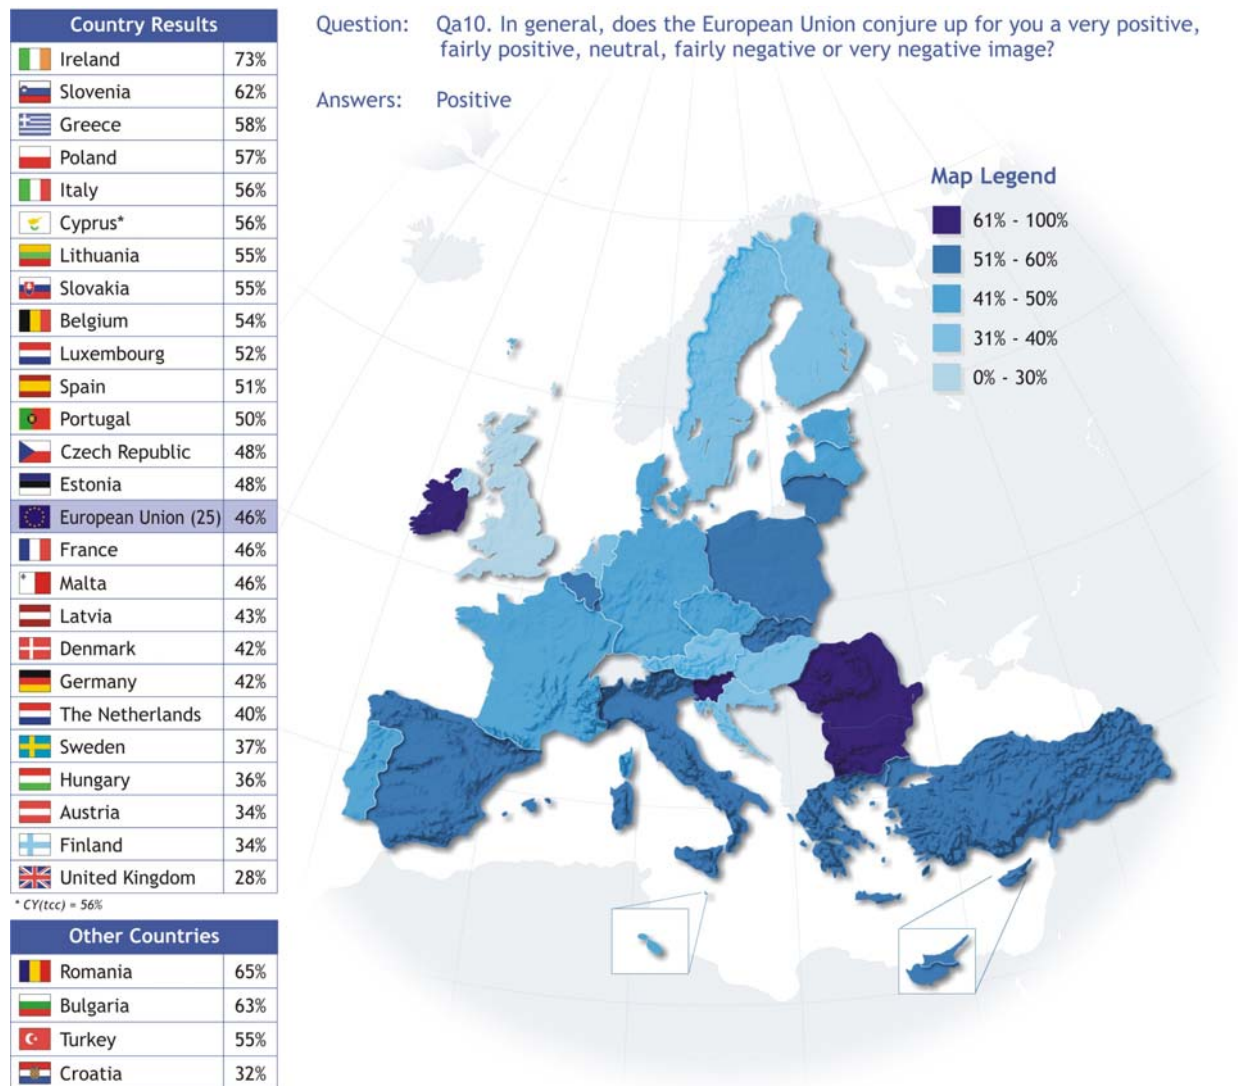 Country Results
Ireland 73%
Slovenia 62%
Greece 58%
Poland 57%
Italy 56%
Cyprus* 56%
Lithuania 55%
Slovakia 55%
Belgium 54%
Luxembourg 52%
Spain 51%
Portugal 50%
Czech Republic 48%
Estonia 48%
European Union (25) 46%
France 46%
Malta 46%
Latvia 43%
Denmark 42%
Germany 42%
The Netherlands 40%
Sweden 37%
Hungary 36%
Austria 34%
Finland 34%
United Kingdom 28%
* CY(tcc) = 56%
Other Countries
Romania 65%
Bulgaria 63%
Turkey 55%
Croatia 32%
Question: Qa10. In general, does the European Union conjure up for you a very positive,
fairly positive, neutral, fairly negative or very negative image?
Answers: Positive
Map Legend
61% - 100%
51% - 60%
41% - 50%
31% - 40%
0% - 30%